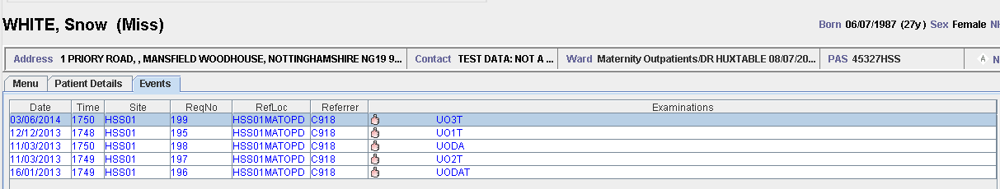 WHITE, Snow (Miss)
Born 06/07/1987 (27y) Sex Female
Address 1 PRIORY ROAD, , MANSFIELD WOODHOUSE, NOTTINGHAMSHIRE NG19 9... Contact TEST DATA: NOT A ... Ward Maternity Outpatients/DR HUXTABLE 08/07/20... PAS 45327HSS A N
Menu Patient Details Events
Date Time Site ReqNo RefLoc Referrer Examinations
03/06/2014 1750 HSS01 199 HSS01MATOPD C918 UO3T
12/12/2013 1748 HSS01 195 HSS01MATOPD C918 UO1T
11/03/2013 1750 HSS01 198 HSS01MATOPD C918 UODA
11/03/2013 1749 HSS01 197 HSS01MATOPD C918 UO2T
16/01/2013 1749 HSS01 196 HSS01MATOPD C918 UODAT